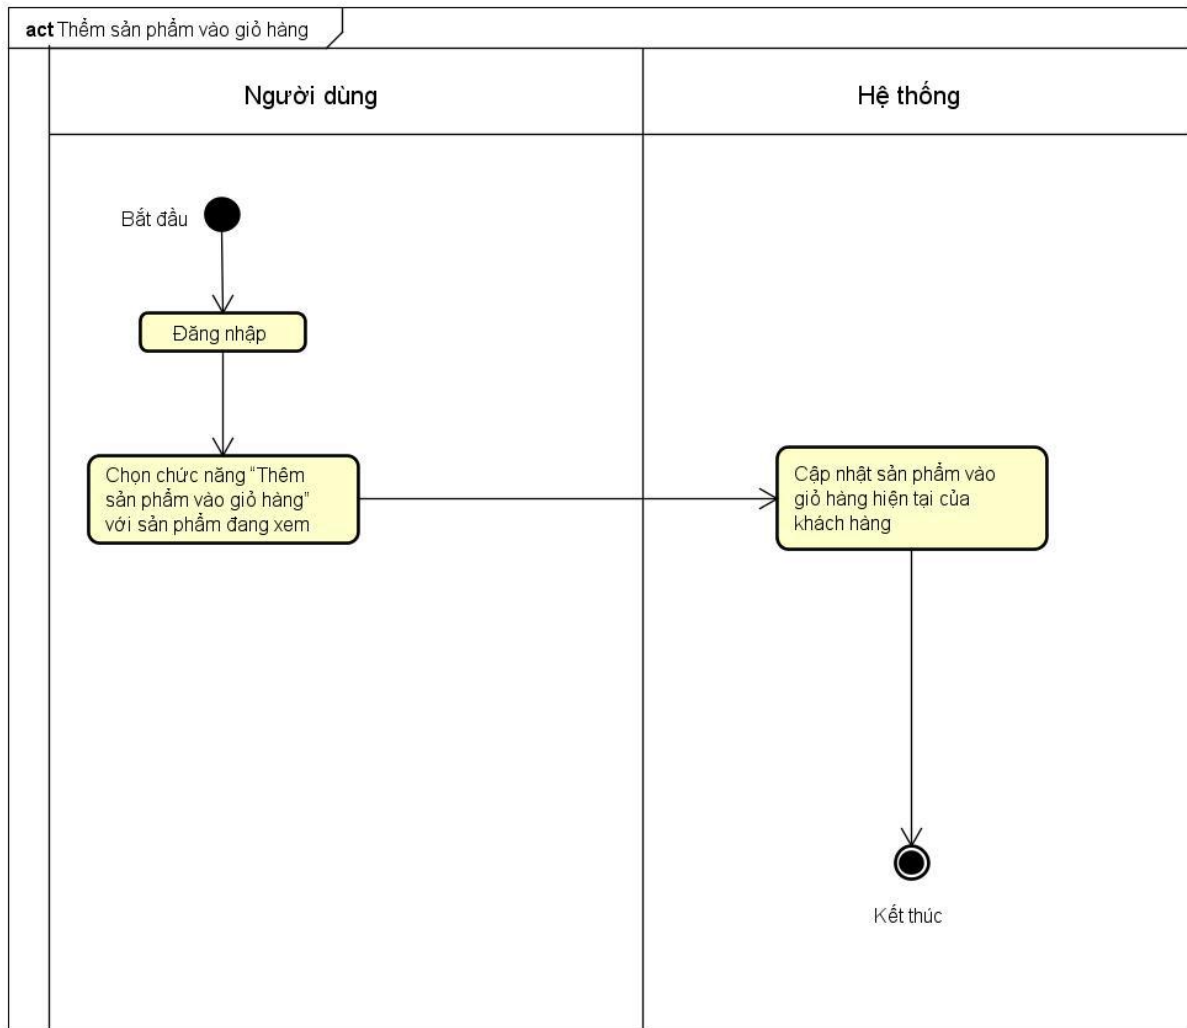 act Thểm sản phẩm vào giỏ hàng
Người dùng
Hệ thống
Bắt đầu
Đăng nhập
Chọn chức năng “Thêm
sản phẩm vào giỏ hàng”
với sản phẩm đang xem
Cập nhật sản phẩm vào
giỏ hàng hiện tại của
khách hàng
Kết thúc